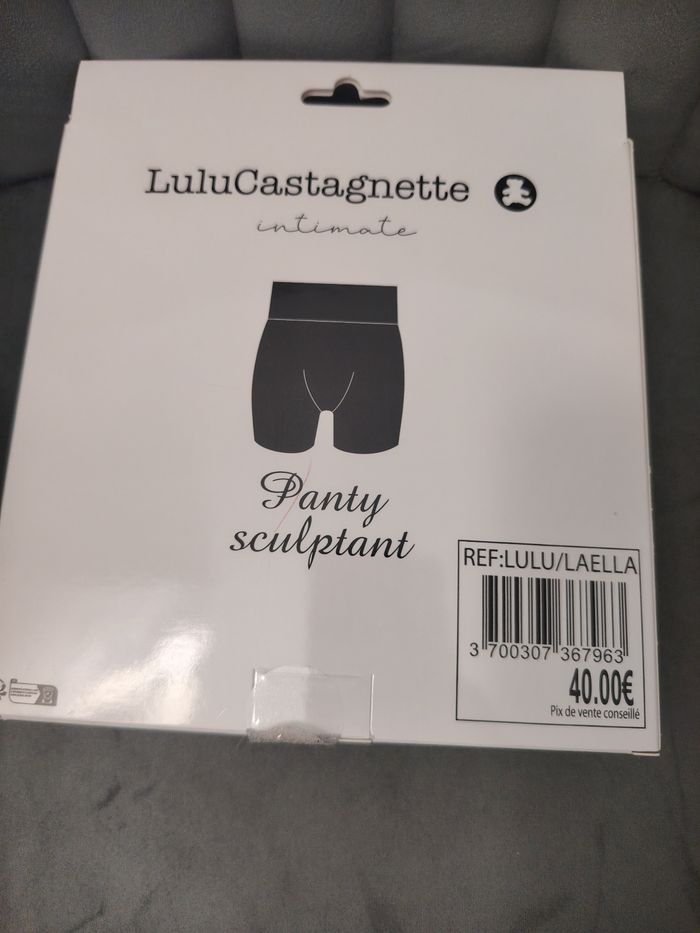 LuluCastagnette
intimate
Panty
sculptant
REF:LULU/LAELLA
3 700307 367963
40.00€
Pix de vente conseillé